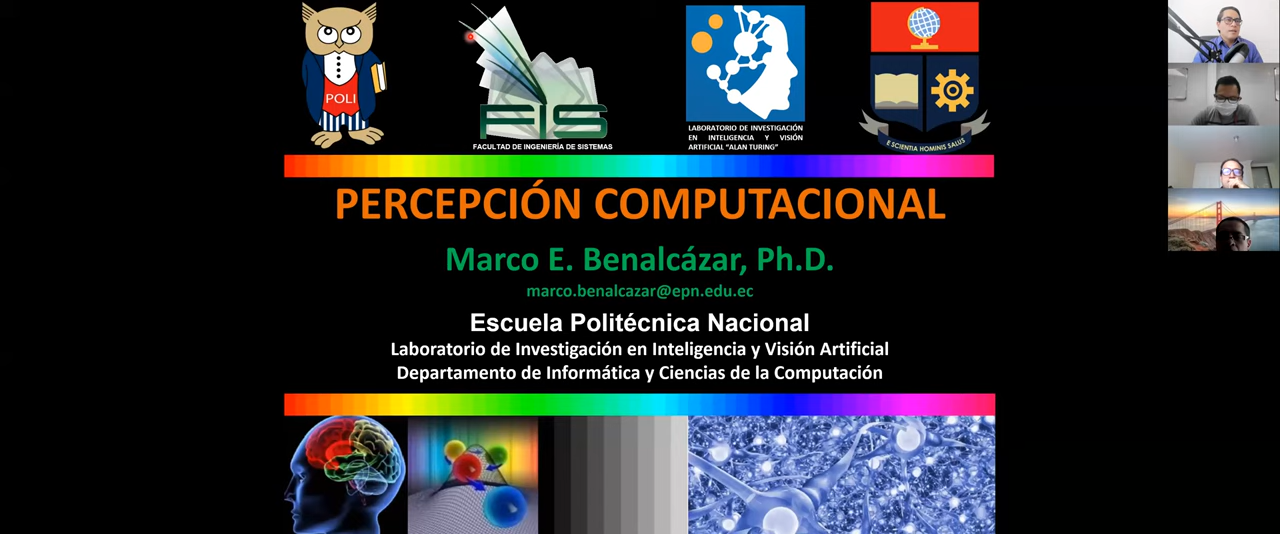 POLI
FIS
FACULTAD DE INGENIERÍA DE SISTEMAS
LABORATORIO DE INVESTIGACIÓN
EN INTELIGENCIA Y VISIÓN
ARTIFICIAL "ALAN TURING"
E SCIENTIA HOMINIS SALUS
PERCEPCIÓN COMPUTACIONAL
Marco E. Benalcázar, Ph.D.
marco.benalcazar@epn.edu.ec
Escuela Politécnica Nacional
Laboratorio de Investigación en Inteligencia y Visión Artificial
Departamento de Informática y Ciencias de la Computación